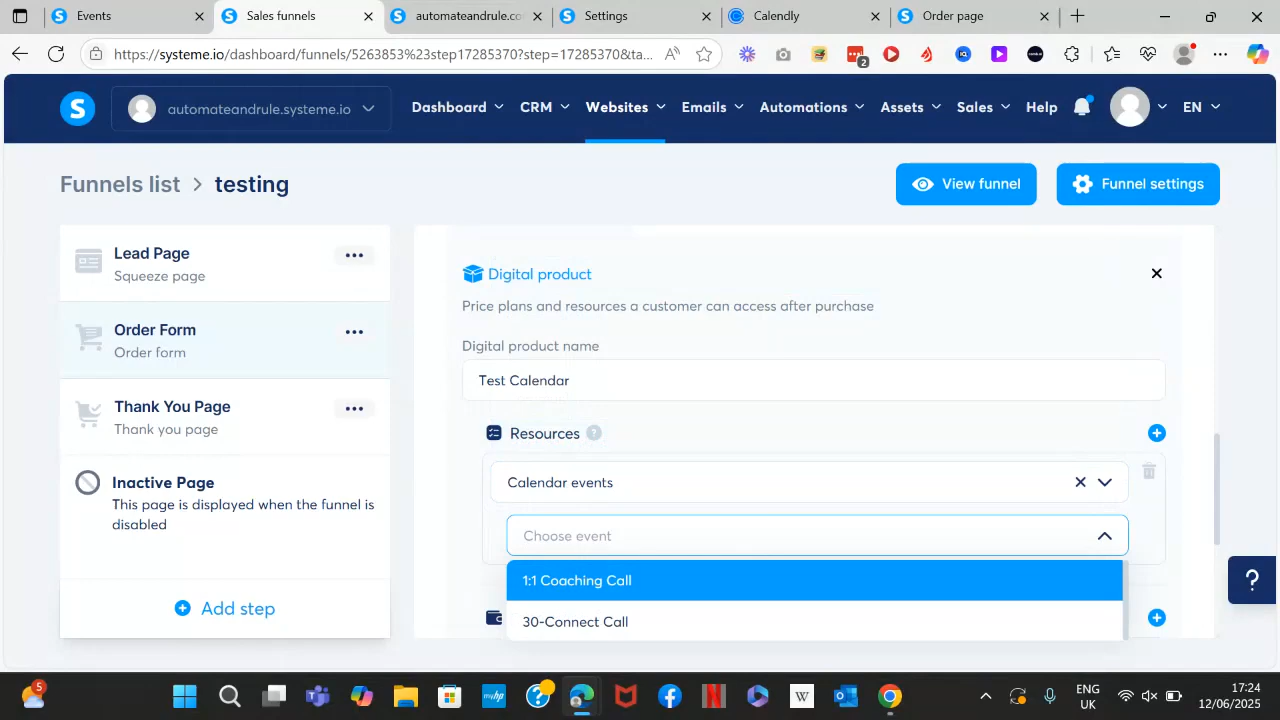 Events
Sales funnels
automateandrule.co
Settings
Calendly
Order page
https://systeme.io/dashboard/funnels/5263853%23step17285370?step=17285370&ta...
2
S
automateandrule.systeme.io
Dashboard
CRM
Websites
Emails
Automations
Assets
Sales
Help
EN
Funnels list > testing
View funnel
Funnel settings
Lead Page
Squeeze page
Order Form
Order form
Thank You Page
Thank you page
Inactive Page
This page is displayed when the funnel is
disabled
Add step
Digital product
Price plans and resources a customer can access after purchase
Digital product name
Test Calendar
Resources ?
Calendar events
Choose event
1:1 Coaching Call
30-Connect Call
?
5
ENG
UK
17:24
12/06/2025